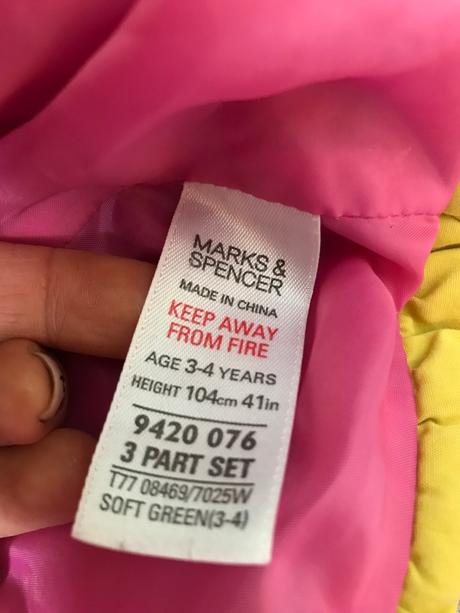 MARKS &
SPENCER
MADE IN CHINA
KEEP AWAY
FROM FIRE
AGE 3-4 YEARS
HEIGHT 104cm 41in
9420 076
3 PART SET
T77 08469/7025W
SOFT GREEN(3-4)